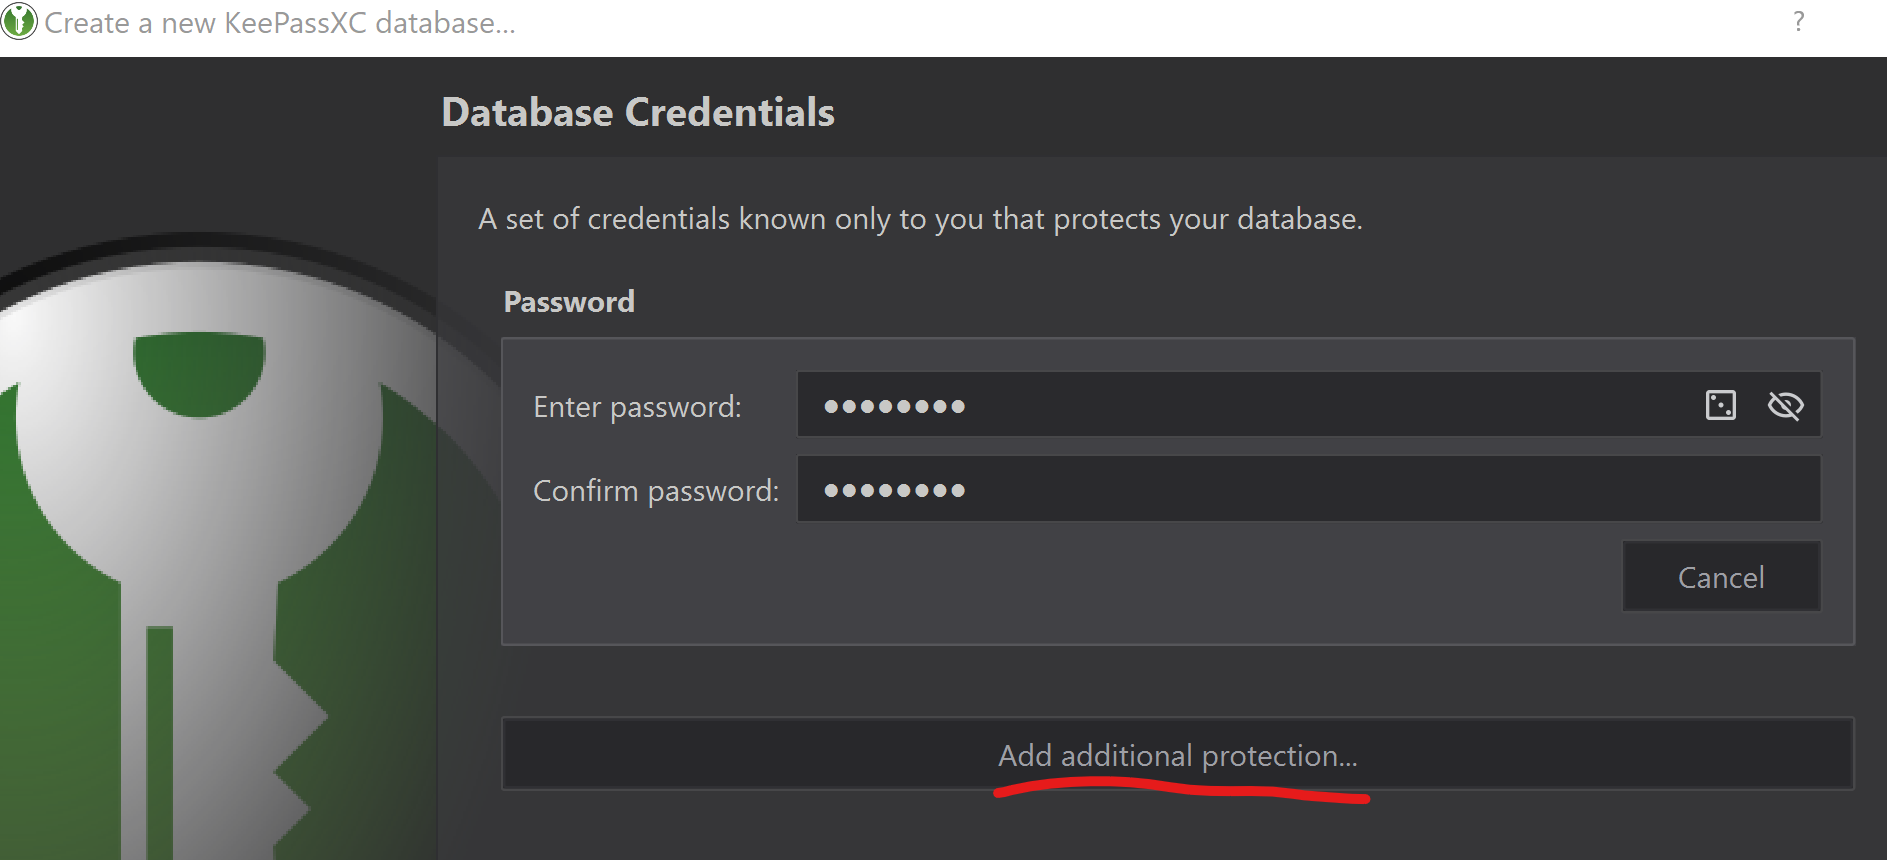 Create a new KeePassXC database...
?
Database Credentials
A set of credentials known only to you that protects your database.
Password
Enter password: ●●●●●●●●
Confirm password: ●●●●●●●●
Cancel
Add additional protection...